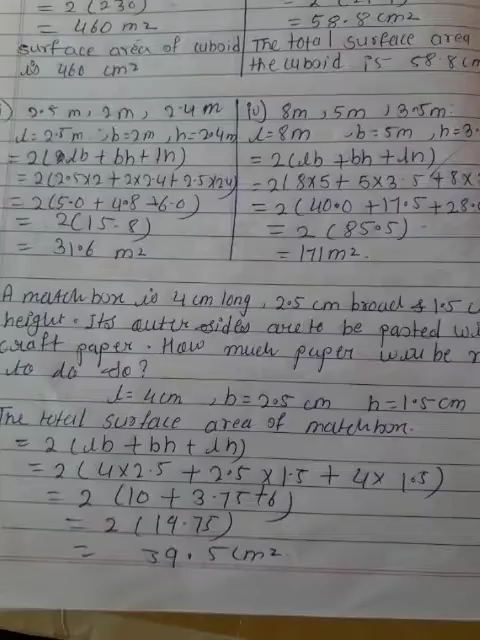 = 2 (230)
= 460 m²
surface area of cuboid
is 460 cm²
= 58.8 cm²
The total surface area
the cuboid is 58.8 cm
) 2.5 m, 2m, 2.4 m
l = 2.5m b = 2m, h = 2.4m
= 2(lb + bh + lh)
= 2(2.5×2 + 2×2.4 + 2.5×2.4)
= 2(5.0 + 4.8 + 6.0)
= 2(15.8)
= 31.6 m²
iv) 8m, 5m, 3.5m.
l = 8m, b = 5m, h = 3.
= 2(lb + bh + lh)
= 2(8×5 + 5×3.5 + 8×3
= 2(40.0 + 17.5 + 28.0
= 2 (85.5)
= 171 m².
A matchbox is 4 cm long, 2.5 cm broad & 1.5 c
height. Its outer sides are to be pasted wi
craft paper. How much paper would be r
to do so?
l = 4cm, b = 2.5 cm h = 1.5 cm
The total surface area of matchbox.
= 2 (lb + bh + lh)
= 2 (4×2.5 + 2.5×1.5 + 4×1.5)
= 2 (10 + 3.75 + 6)
= 2 (19.75)
= 39.5 cm²